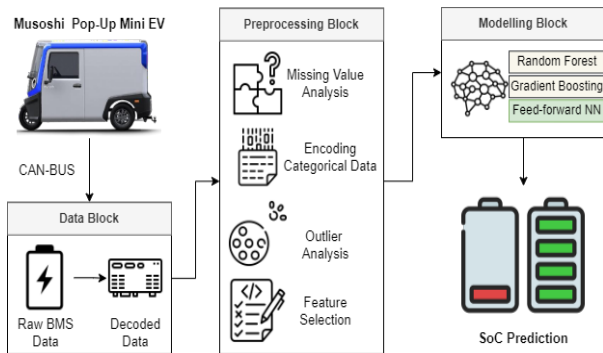 Musoshi Pop-Up Mini EV
CAN-BUS
Data Block
Raw BMS
Data
Decoded
Data
Preprocessing Block
Missing Value
Analysis
Encoding
Categorical Data
Outlier
Analysis
Feature
Selection
Modelling Block
Random Forest
Gradient Boosting
Feed-forward NN
SoC Prediction